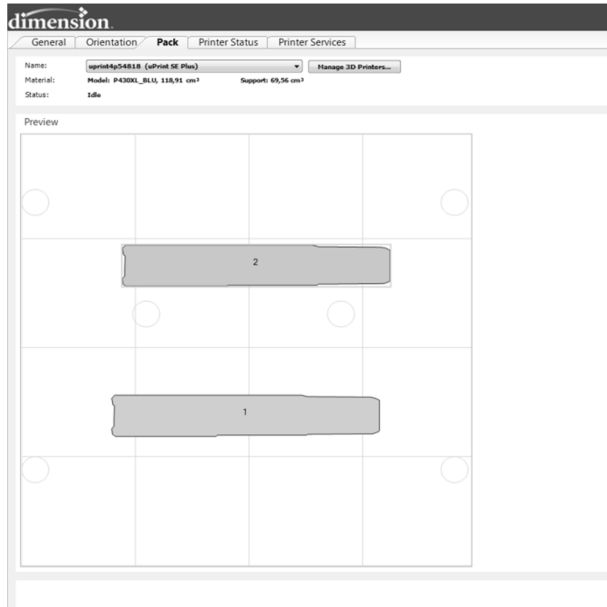 dimension
General Orientation Pack Printer Status Printer Services
Name: uprint4p54818 (uPrint SE Plus) Manage 3D Printers...
Material: Model: P430XL_BLU, 118,91 cm³ Support: 69,56 cm³
Status: Idle
Preview
2
1